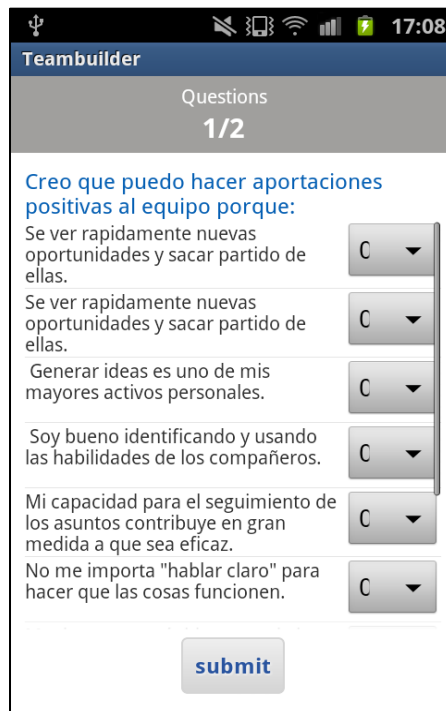 17:08
Teambuilder
Questions
1/2
Creo que puedo hacer aportaciones
positivas al equipo porque:
Se ver rapidamente nuevas
oportunidades y sacar partido de
ellas.
0
Se ver rapidamente nuevas
oportunidades y sacar partido de
ellas.
0
Generar ideas es uno de mis
mayores activos personales.
0
Soy bueno identificando y usando
las habilidades de los compañeros.
0
Mi capacidad para el seguimiento de
los asuntos contribuye en gran
medida a que sea eficaz.
0
No me importa "hablar claro" para
hacer que las cosas funcionen.
0
submit